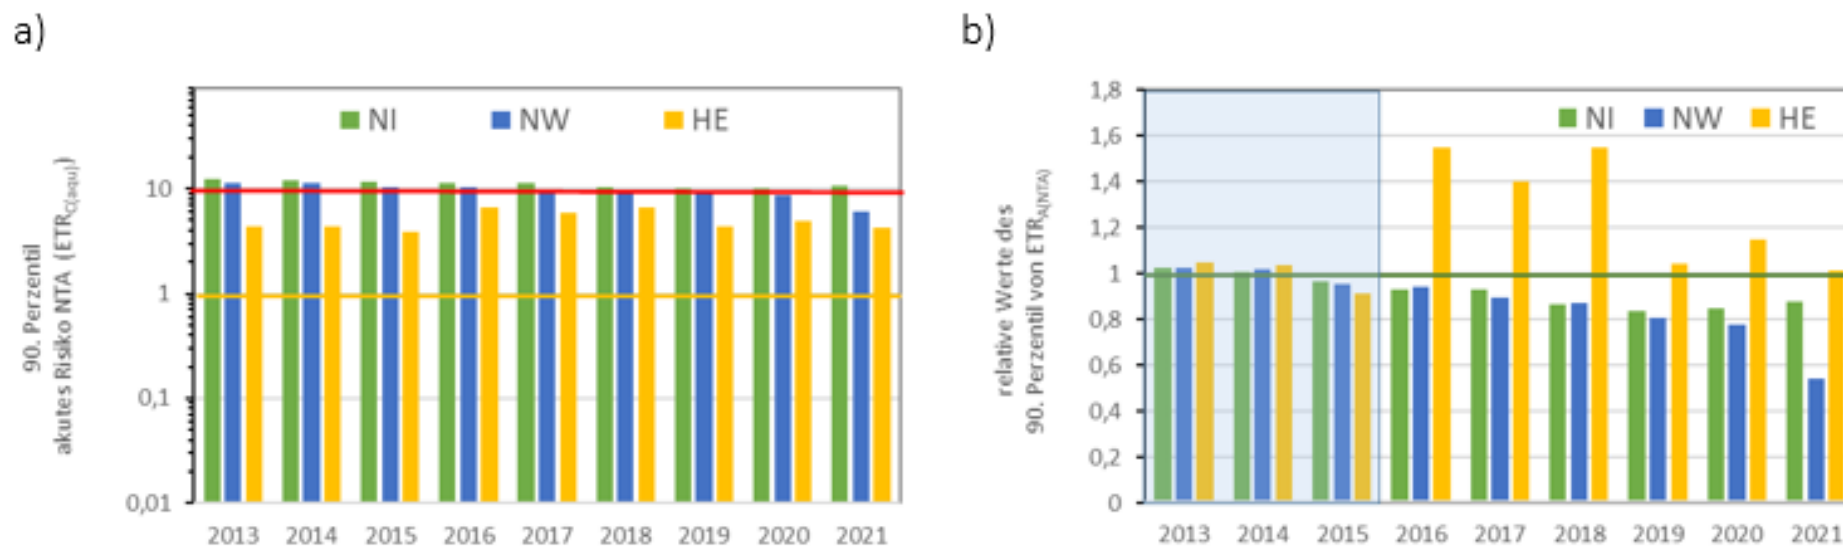 a)
90. Perzentil
akutes Risiko NTA (ETRC(aqu))
10
1
0,1
0,01
NI NW HE
2013 2014 2015 2016 2017 2018 2019 2020 2021
b)
relative Werte des
90. Perzentil von ETRA(NTA)
1,8
1,6
1,4
1,2
1
0,8
0,6
0,4
0,2
0
NI NW HE
2013 2014 2015 2016 2017 2018 2019 2020 2021